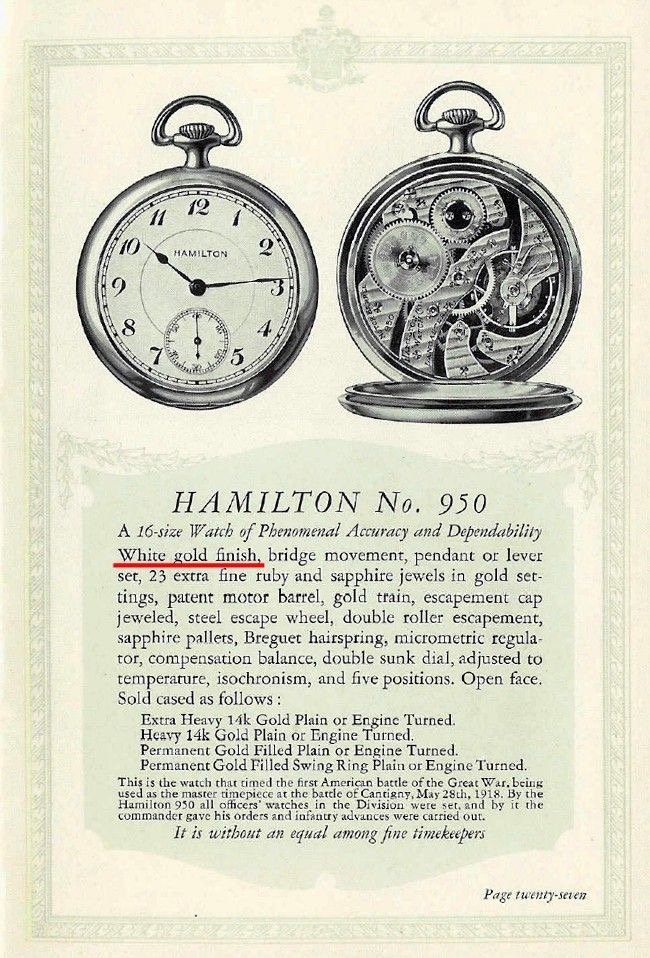 12
1
2
3
4
5
7
8
9
10
11
HAMILTON
HAMILTON No. 950
A 16-size Watch of Phenomenal Accuracy and Dependability
White gold finish, bridge movement, pendant or lever
set, 23 extra fine ruby and sapphire jewels in gold set-
tings, patent motor barrel, gold train, escapement cap
jeweled, steel escape wheel, double roller escapement,
sapphire pallets, Breguet hairspring, micrometric regula-
tor, compensation balance, double sunk dial, adjusted to
temperature, isochronism, and five positions. Open face.
Sold cased as follows :
Extra Heavy 14k Gold Plain or Engine Turned.
Heavy 14k Gold Plain or Engine Turned.
Permanent Gold Filled Plain or Engine Turned.
Permanent Gold Filled Swing Ring Plain or Engine Turned.
This is the watch that timed the first American battle of the Great War, being
used as the master timepiece at the battle of Cantigny, May 28th, 1918. By the
Hamilton 950 all officers' watches in the Division were set, and by it the
commander gave his orders and infantry advances were carried out.
It is without an equal among fine timekeepers
Page twenty-seven